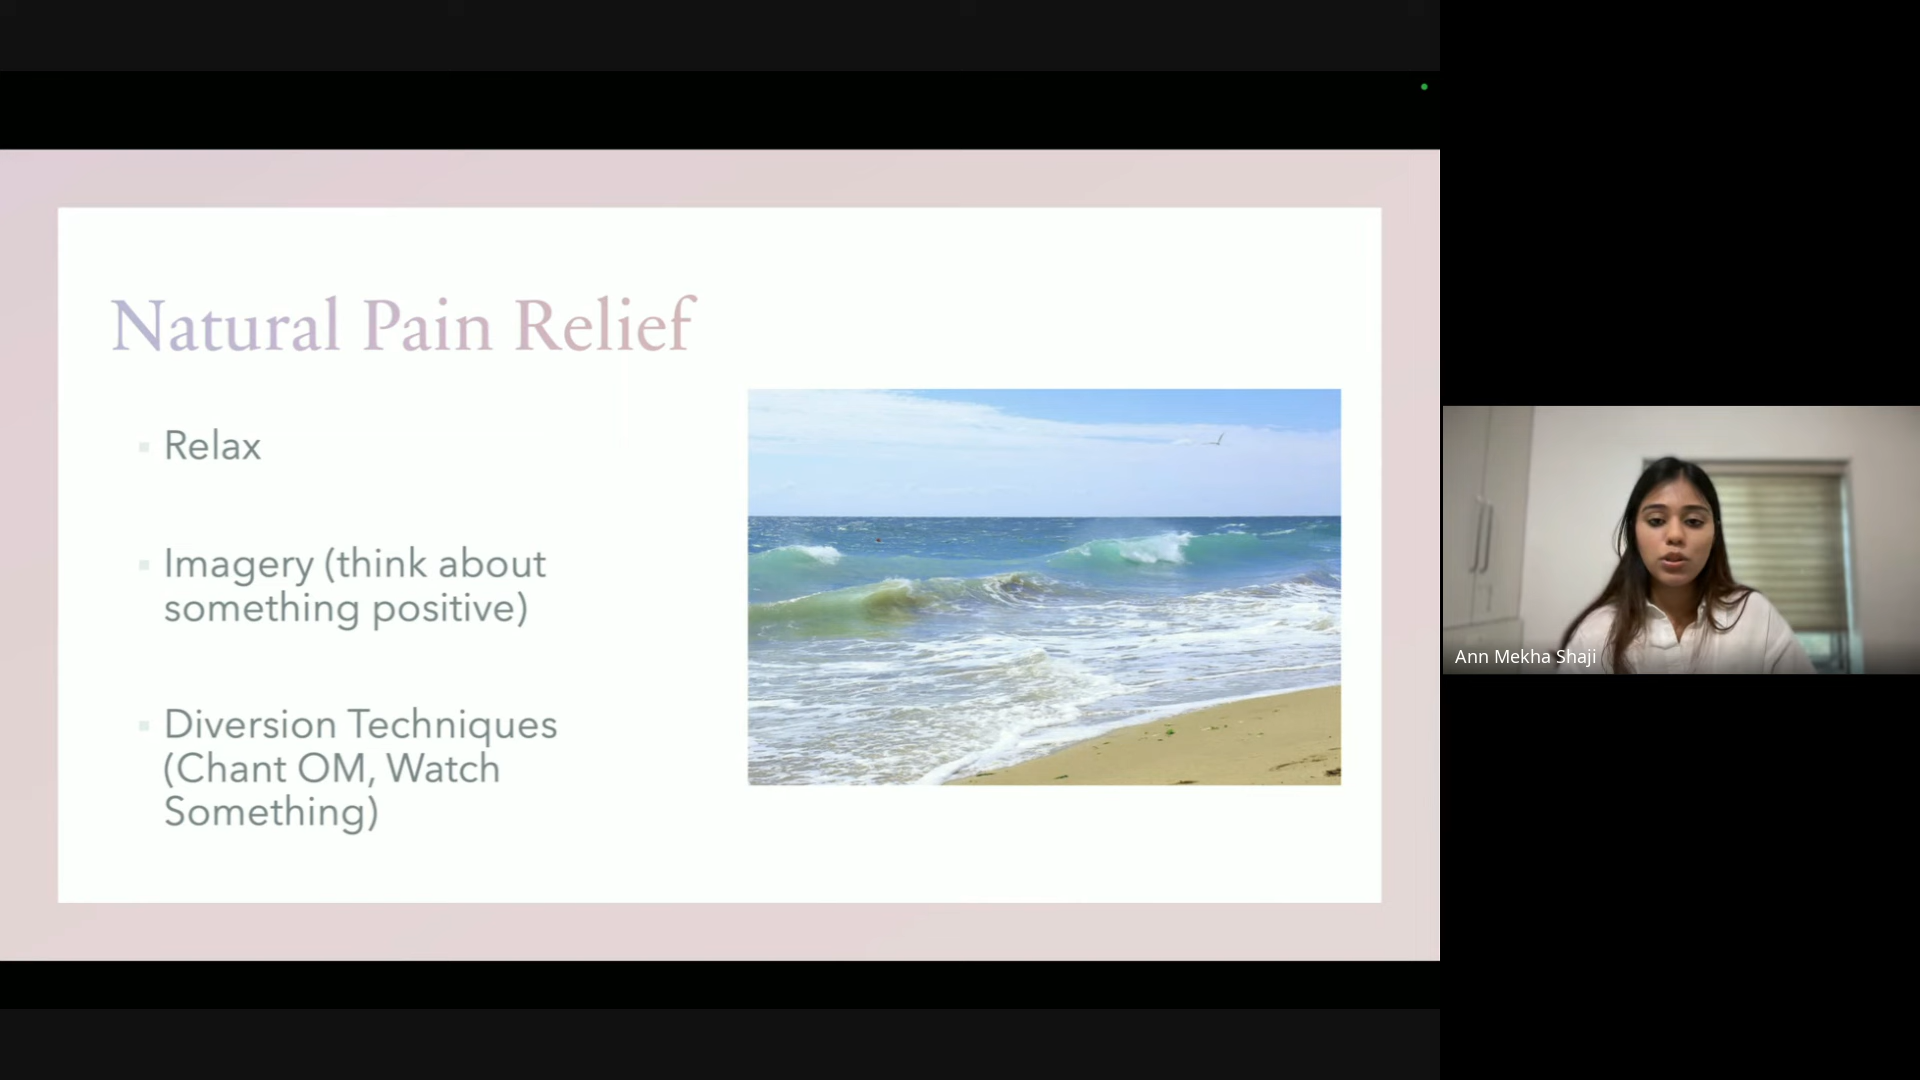 Natural Pain Relief
Relax
Imagery (think about
something positive)
Diversion Techniques
(Chant OM, Watch
Something)
Ann Mekha Shaji